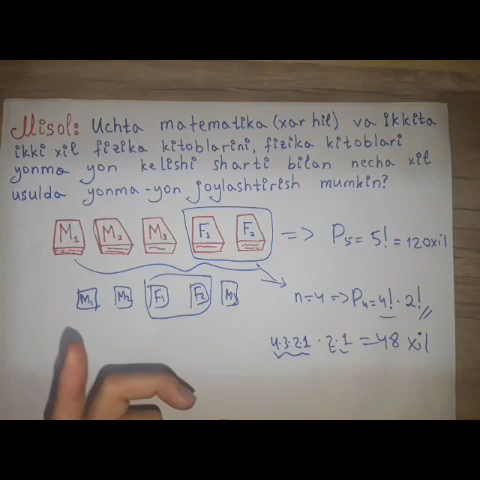 Misol: Uchta matematika (xar hil) va ikkita
ikki xil fizika kitoblarini, fizika kitoblari
yonma yon kelishi sharti bilan necha xil
usulda yonma-yon joylashtirish mumkin?
M₁ M₂ M₃ F₁ F₂ => P₅=5!=120xil
M₁ M₂ F₁ F₂ M₃ n=4 => P₄=4!·2!
4·3·2·1 · 2·1 = 48 xil